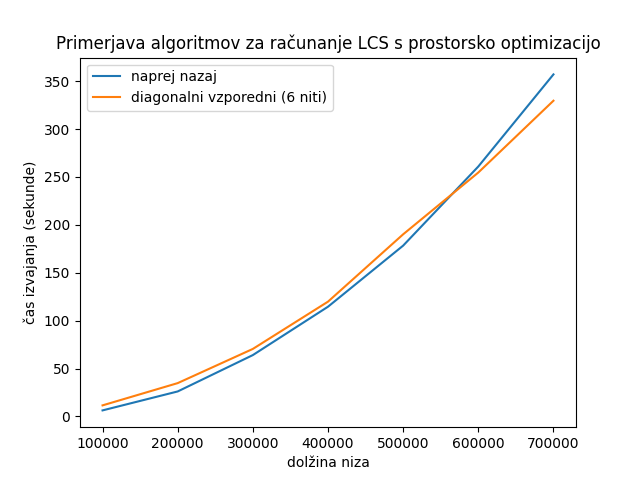 Primerjava algoritmov za računanje LCS s prostorsko optimizacijo
naprej nazaj
diagonalni vzporedni (6 niti)
čas izvajanja (sekunde)
350
300
250
200
150
100
50
0
100000 200000 300000 400000 500000 600000 700000
dolžina niza